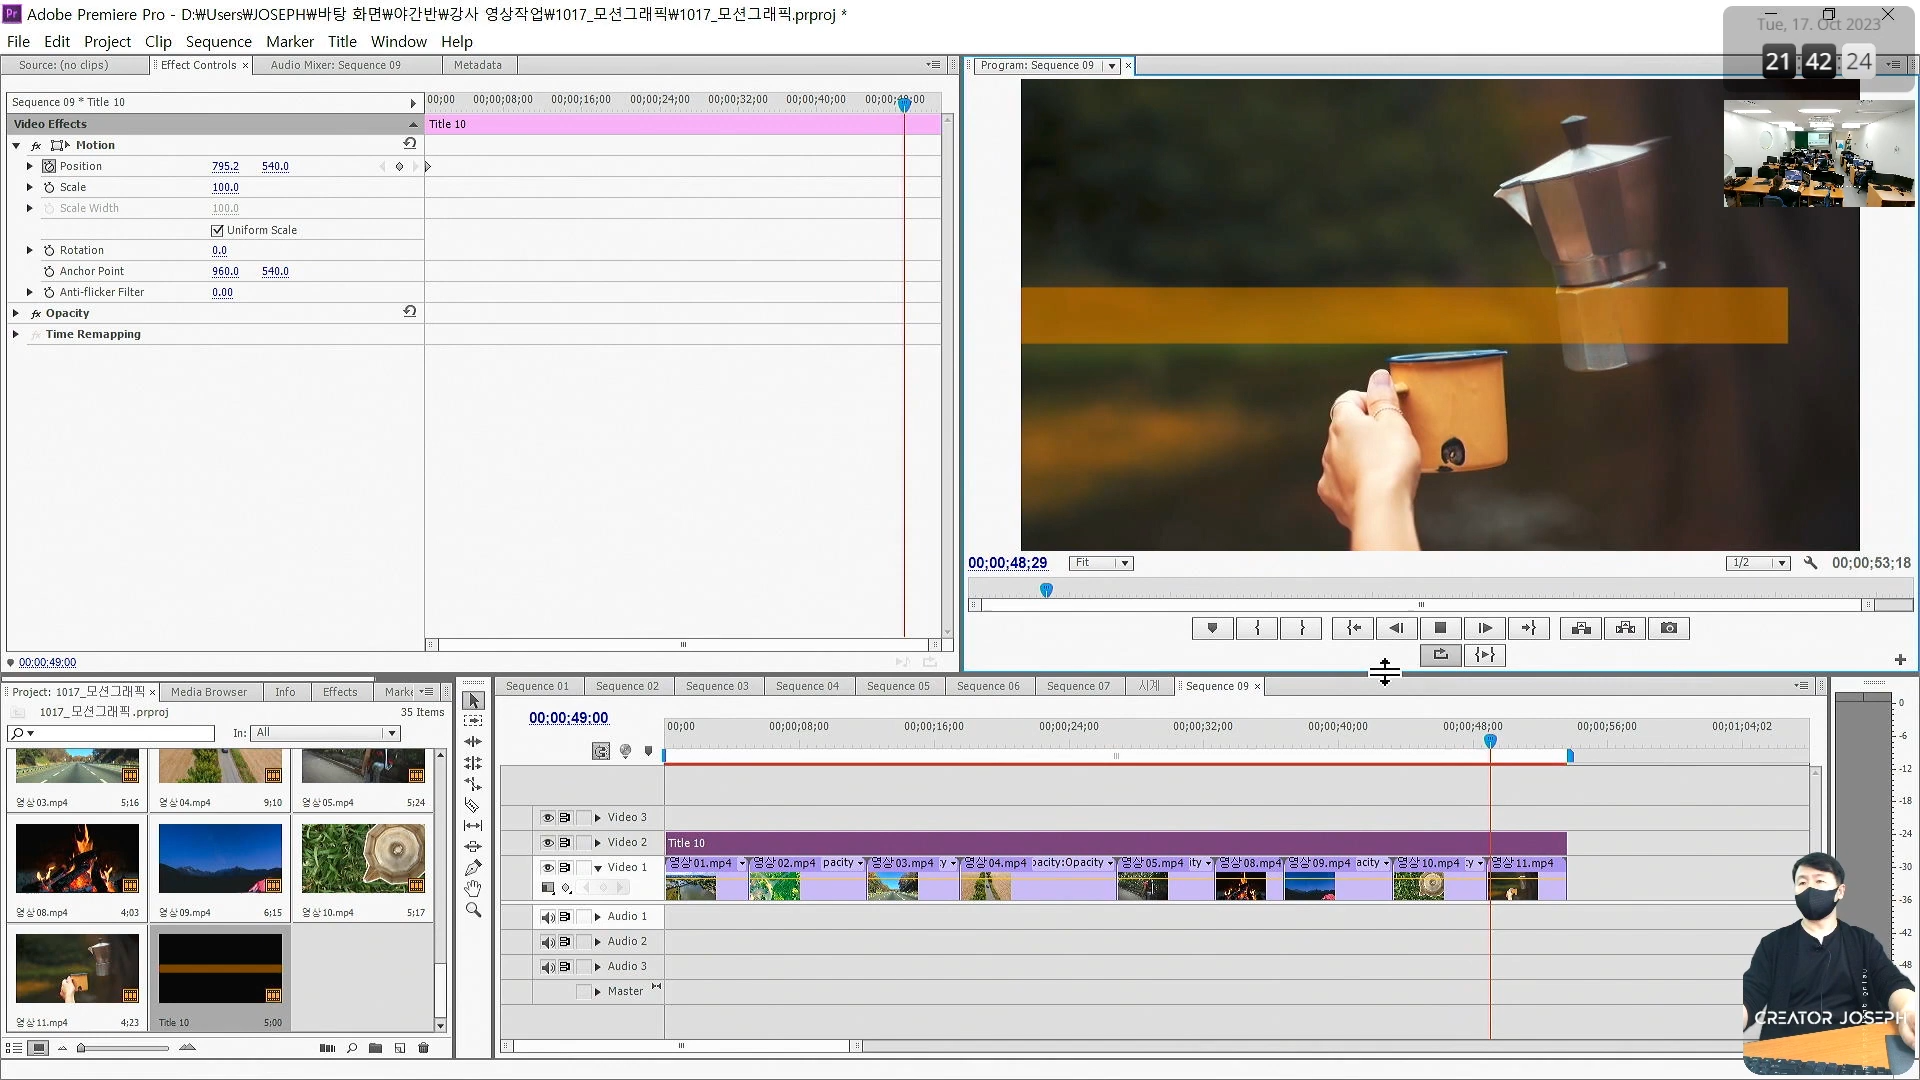 Adobe Premiere Pro - D:₩Users₩JOSEPH₩바탕 화면₩야간반₩강사 영상작업₩1017_모션그래픽₩1017_모션그래픽.prproj *
Tue, 17. Oct 2023
21 : 42 : 24
File Edit Project Clip Sequence Marker Title Window Help
Source: (no clips) Effect Controls Audio Mixer: Sequence 09 Metadata
Program: Sequence 09
Sequence 09 * Title 10
00;00 00;00;08;00 00;00;16;00 00;00;24;00 00;00;32;00 00;00;40;00 00;00;48;00
Video Effects
Title 10
fx Motion
Position 795.2 540.0
Scale 100.0
Scale Width 100.0
Uniform Scale
Rotation 0.0
Anchor Point 960.0 540.0
Anti-flicker Filter 0.00
fx Opacity
fx Time Remapping
00;00;48;29 Fit 1/2 00;00;53;18
00;00;49;00
Project: 1017_모션그래픽 Media Browser Info Effects Marke
1017_모션그래픽.prproj 35 Items
In: All
영상03.mp4 5;16 영상04.mp4 9;10 영상05.mp4 5;24
영상08.mp4 4;03 영상09.mp4 6;15 영상10.mp4 5;17
영상11.mp4 4;23 Title 10 5;00
Sequence 01 Sequence 02 Sequence 03 Sequence 04 Sequence 05 Sequence 06 Sequence 07 시계 Sequence 09
00;00;49;00
00;00 00;00;08;00 00;00;16;00 00;00;24;00 00;00;32;00 00;00;40;00 00;00;48;00 00;00;56;00 00;01;04;02
Video 3
Video 2 Title 10
Video 1 영상01.mp4 영상02.mp4 pacity 영상03.mp4 y 영상04.mp4 pacity:Opacity 영상05.mp4 ity 영상08.mp4 영상09.mp4 acity 영상10.mp4 :y 영상11.mp4
Audio 1
Audio 2
Audio 3
Master
0
-6
-12
-18
-24
-30
-36
-42
-48
CREATOR JOSEPH